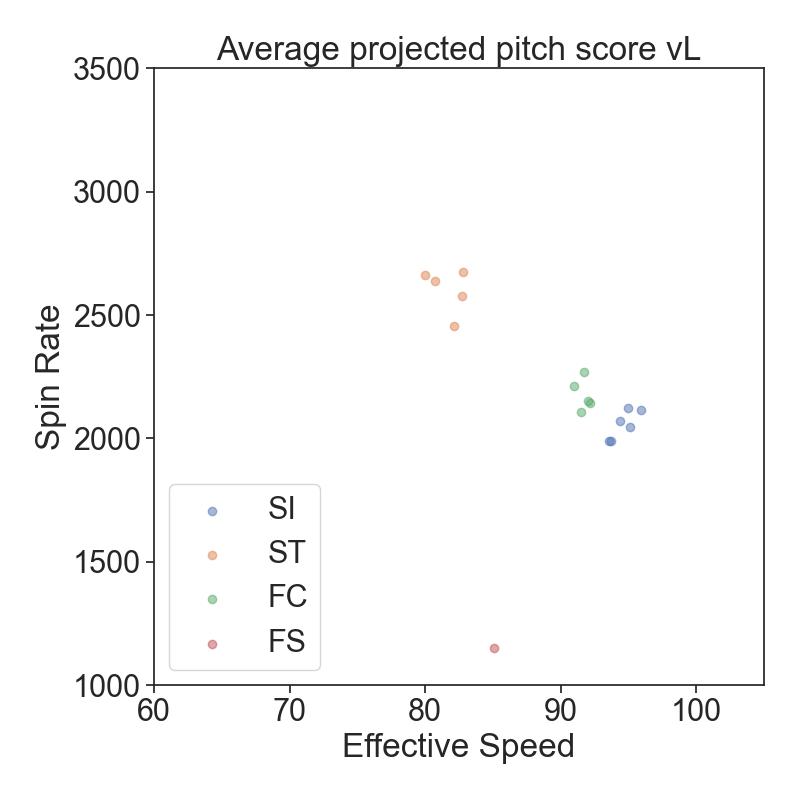 Average projected pitch score vL
3500
3000
2500
2000
1500
1000
Spin Rate
SI
ST
FC
FS
60 70 80 90 100
Effective Speed